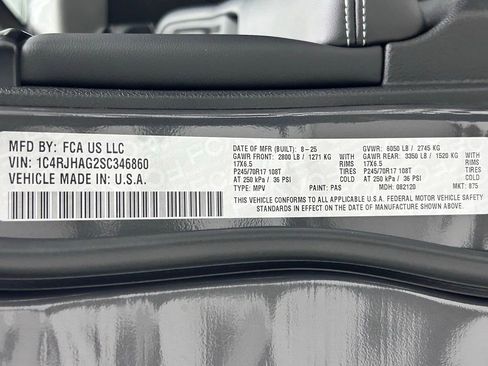 MFD BY: FCA US LLC
VIN: 1C4RJHAG2SC346860
VEHICLE MADE IN: U.S.A.
DATE OF MFR (BUILT): 8-25 GVWR: 6050 LB / 2745 KG
GAWR FRONT: 2800 LB / 1271 KG GAWR REAR: 3350 LB / 1520 KG
17X6.5 RIMS 17X6.5 RIMS
P245/70R17 108T TIRES P245/70R17 108T TIRES
AT 250 kPa / 36 PSI COLD AT 250 kPa / 36 PSI COLD
TYPE: MPV PAINT: PAS MDH: 082120 MKT: 875
THIS VEHICLE CONFORMS TO ALL APPLICABLE U.S.A. FEDERAL MOTOR VEHICLE SAFETY
STANDARDS IN EFFECT ON THE DATE OF MANUFACTURE SHOWN ABOVE